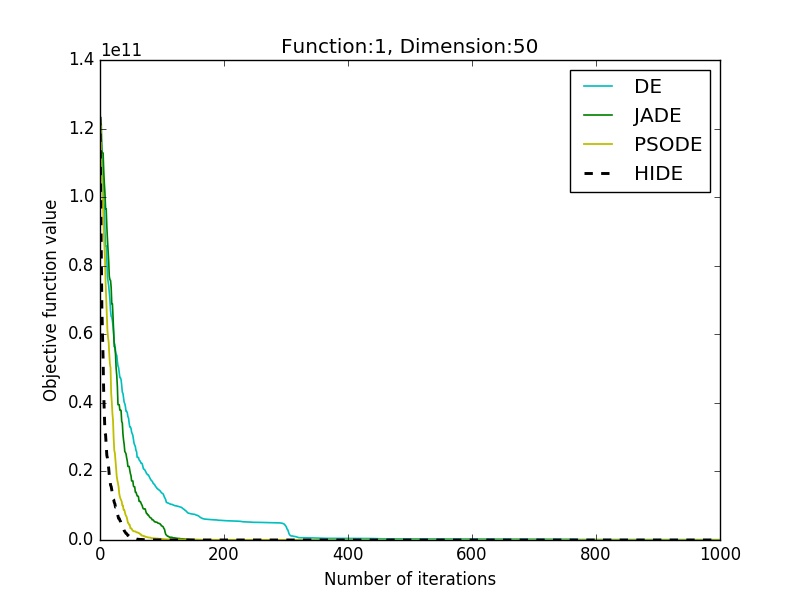 Function:1, Dimension:50
1e11
1.4
1.2
1.0
0.8
0.6
0.4
0.2
0.0
Objective function value
DE
JADE
PSODE
HIDE
0 200 400 600 800 1000
Number of iterations